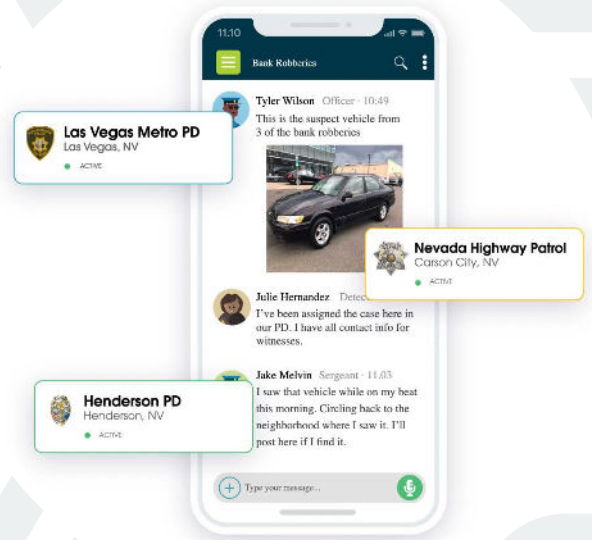 11.10
Bank Robberies
Tyler Wilson Officer · 10:49
This is the suspect vehicle from
3 of the bank robberies
Las Vegas Metro PD
Las Vegas, NV
ACTIVE
Nevada Highway Patrol
Carson City, NV
ACTIVE
Julie Hernandez Detec
I've been assigned the case here in
our PD. I have all contact info for
witnesses.
Jake Melvin Sergeant · 11.03
I saw that vehicle while on my beat
this morning. Circling back to the
neighborhood where I saw it. I'll
post here if I find it.
Henderson PD
Henderson, NV
ACTIVE
Type your message...